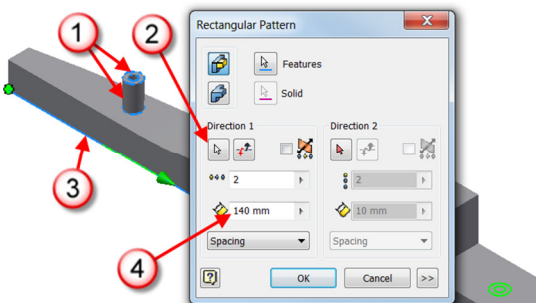 Rectangular Pattern
1
2
Features
Solid
Direction 1
Direction 2
2
2
3
140 mm
10 mm
4
Spacing
Spacing
?
OK
Cancel
>>